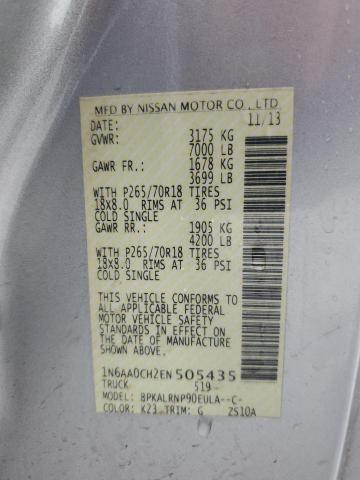 MFD BY NISSAN MOTOR CO., LTD.
DATE: 11/13
GVWR: 3175 KG
7000 LB
GAWR FR.: 1678 KG
3699 LB
WITH P265/70R18 TIRES
18x8.0 RIMS AT 36 PSI
COLD SINGLE
GAWR RR.: 1905 KG
4200 LB
WITH P265/70R18 TIRES
18x8.0 RIMS AT 36 PSI
COLD SINGLE
THIS VEHICLE CONFORMS TO
ALL APPLICABLE FEDERAL
MOTOR VEHICLE SAFETY
STANDARDS IN EFFECT ON
THE DATE OF MANUFACTURE
SHOWN ABOVE.
1N6AA0CH2EN505435
TRUCK 519
MODEL: BPKALRNP90EULA--C-
COLOR: K23 TRIM: G ZS10A